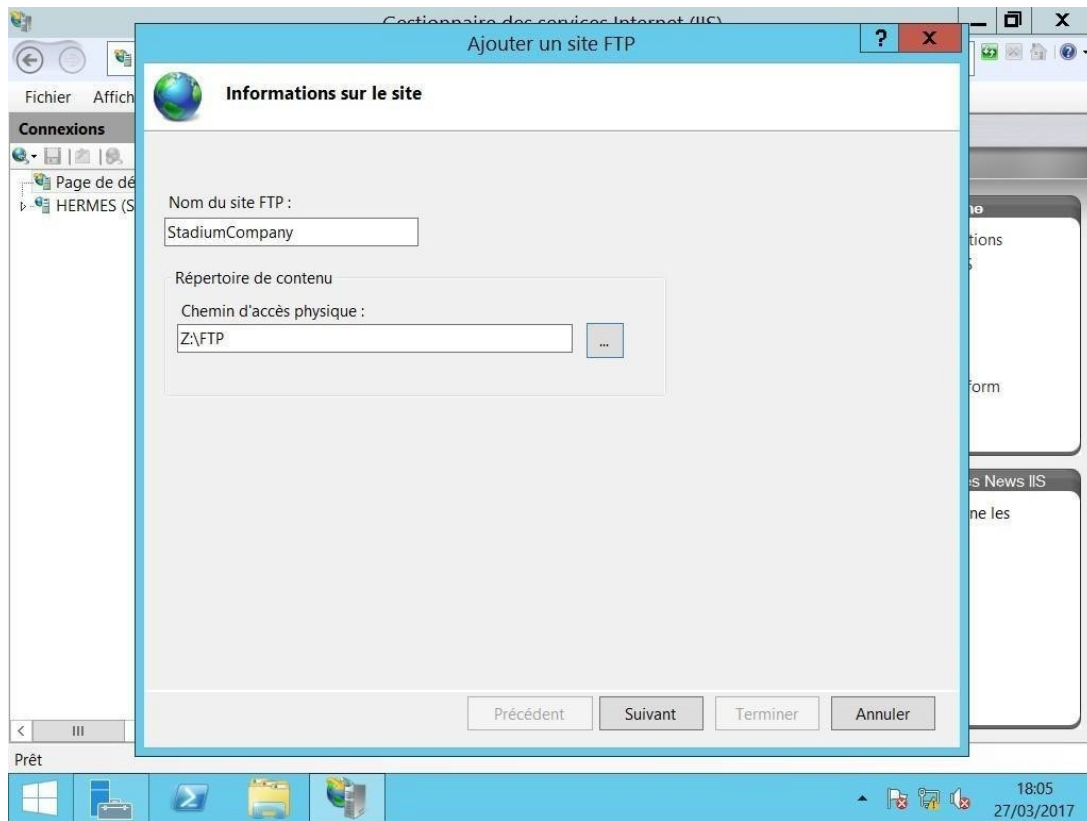 Gestionnaire des services Internet (IIS)
Ajouter un site FTP
? X
X
Fichier Affich
Informations sur le site
Connexions
Page de dé
HERMES (S
Nom du site FTP :
StadiumCompany
tions
Répertoire de contenu
Chemin d'accès physique :
Z:\FTP
...
form
es News IIS
ne les
Précédent Suivant Terminer Annuler
Prêt
18:05
27/03/2017